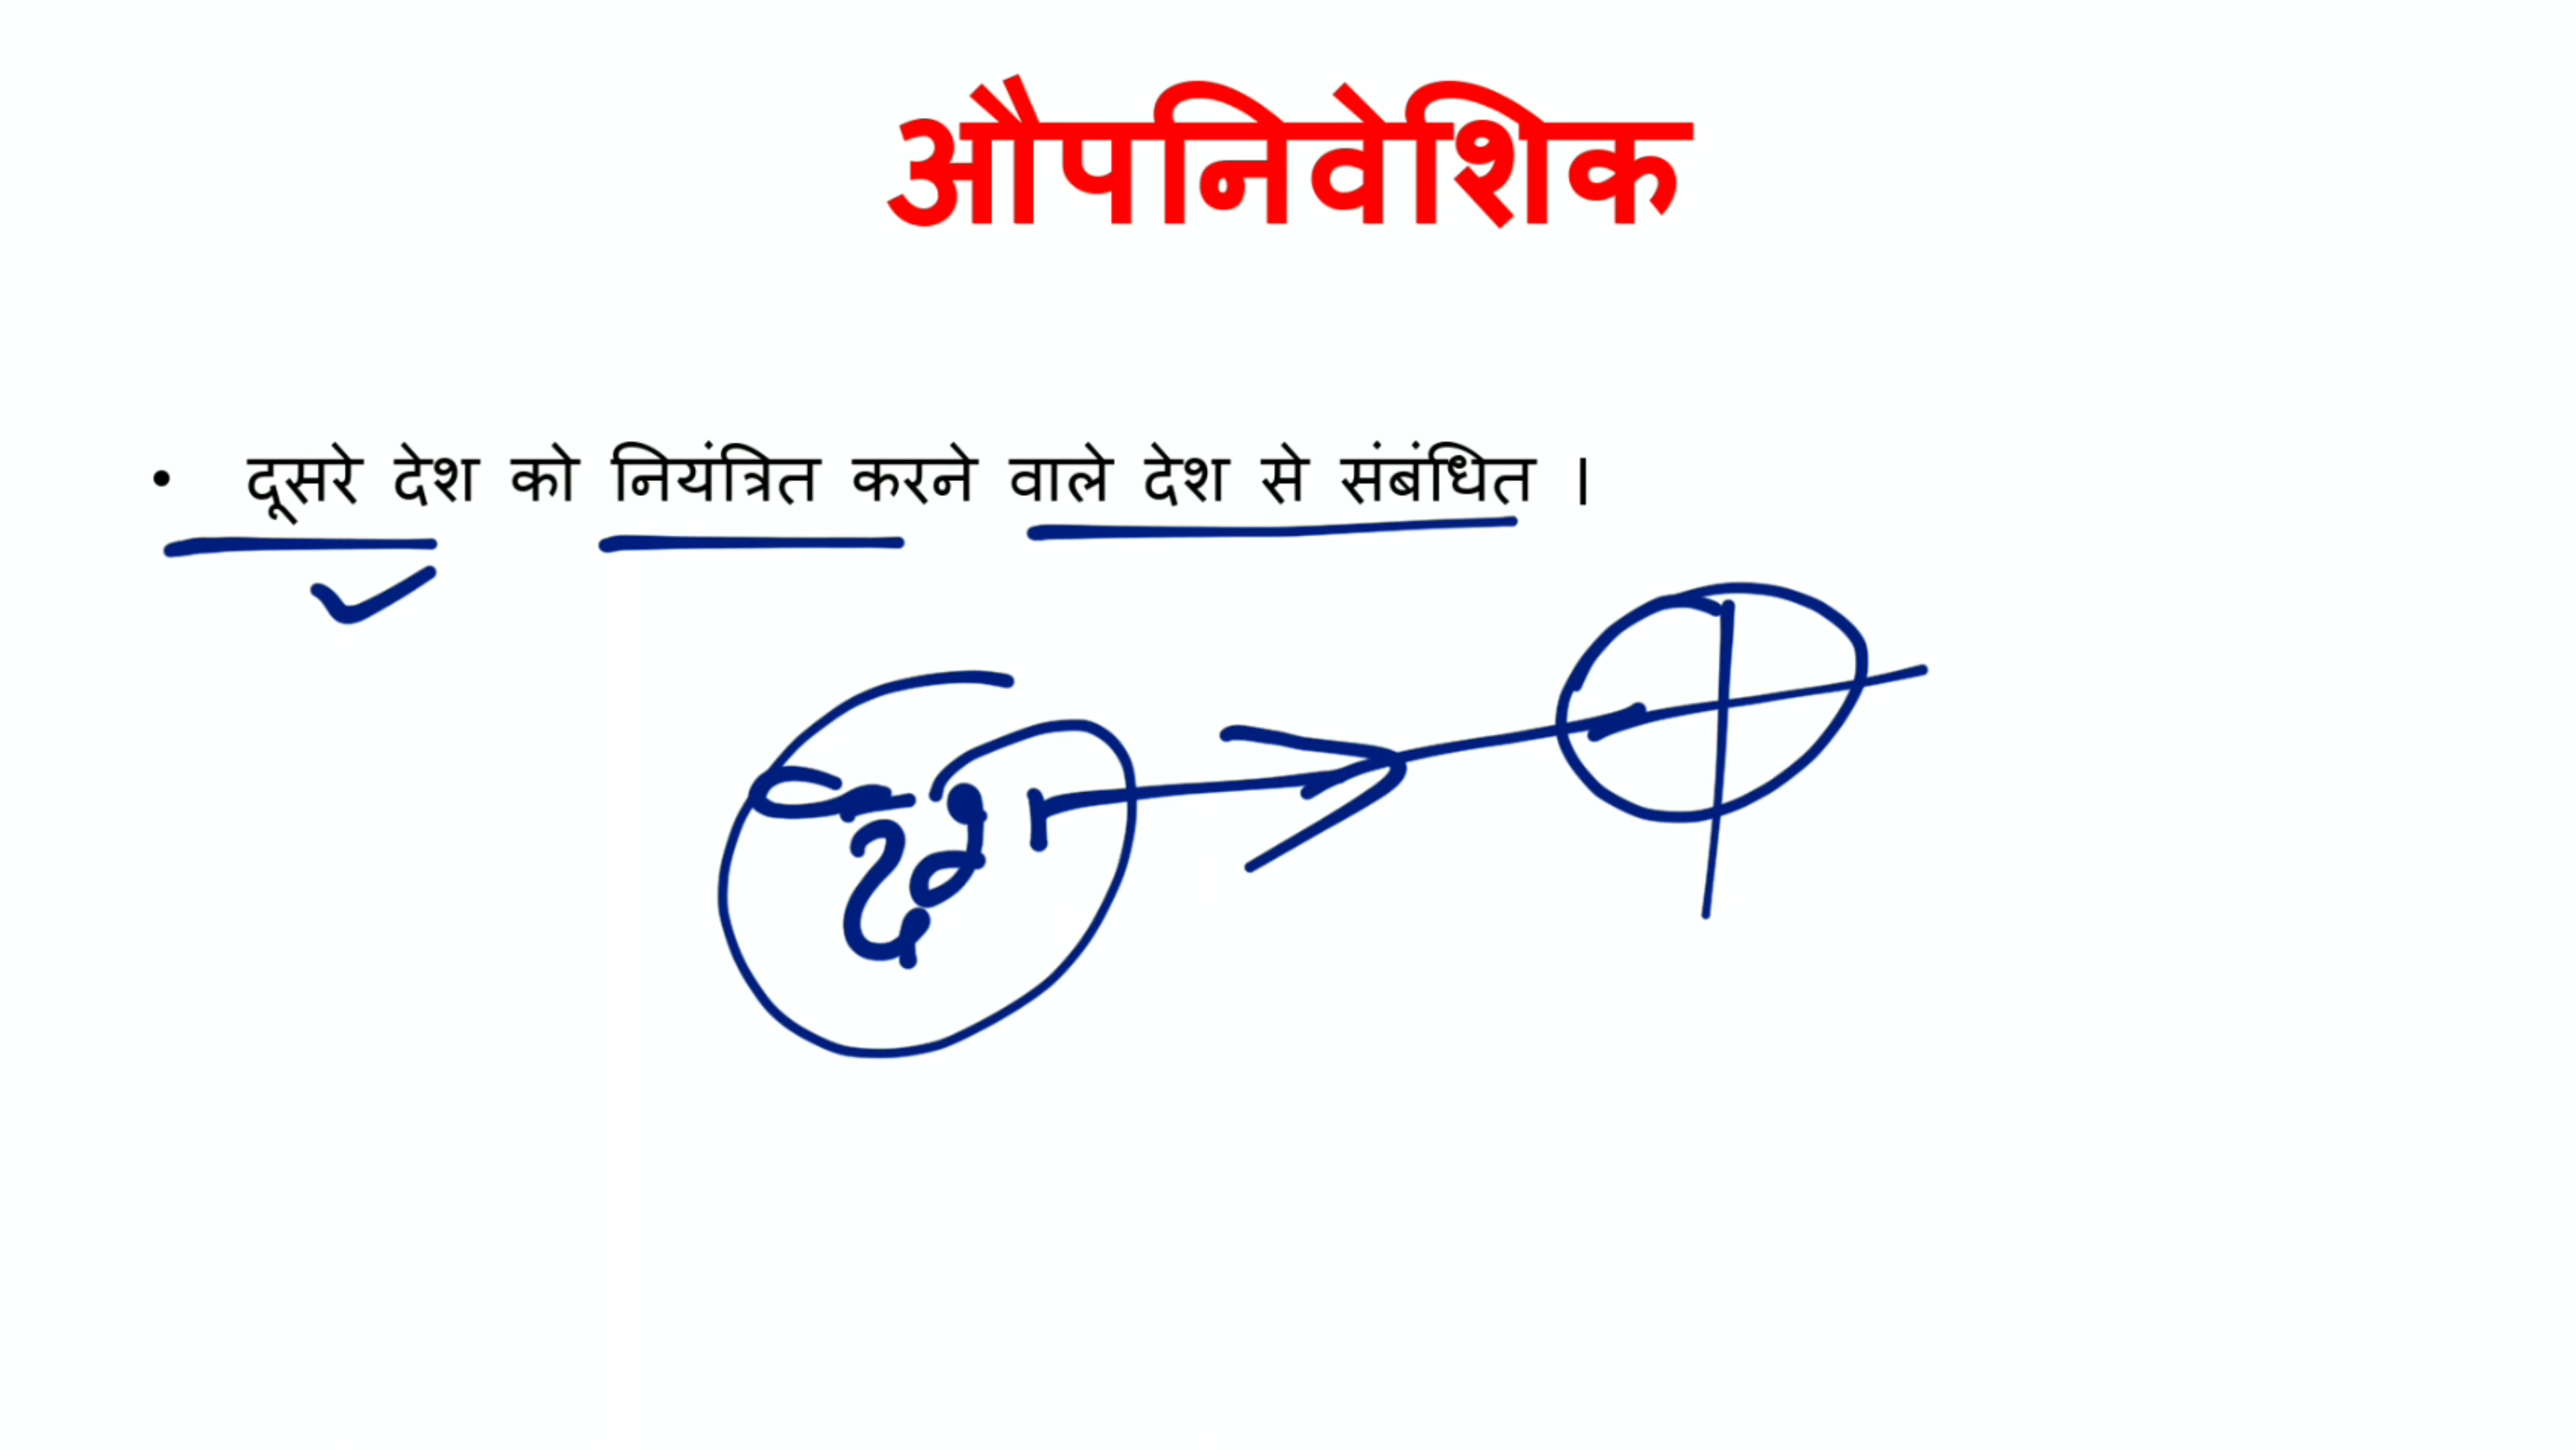 औपनिवेशिक
• दूसरे देश को नियंत्रित करने वाले देश से संबंधित ।